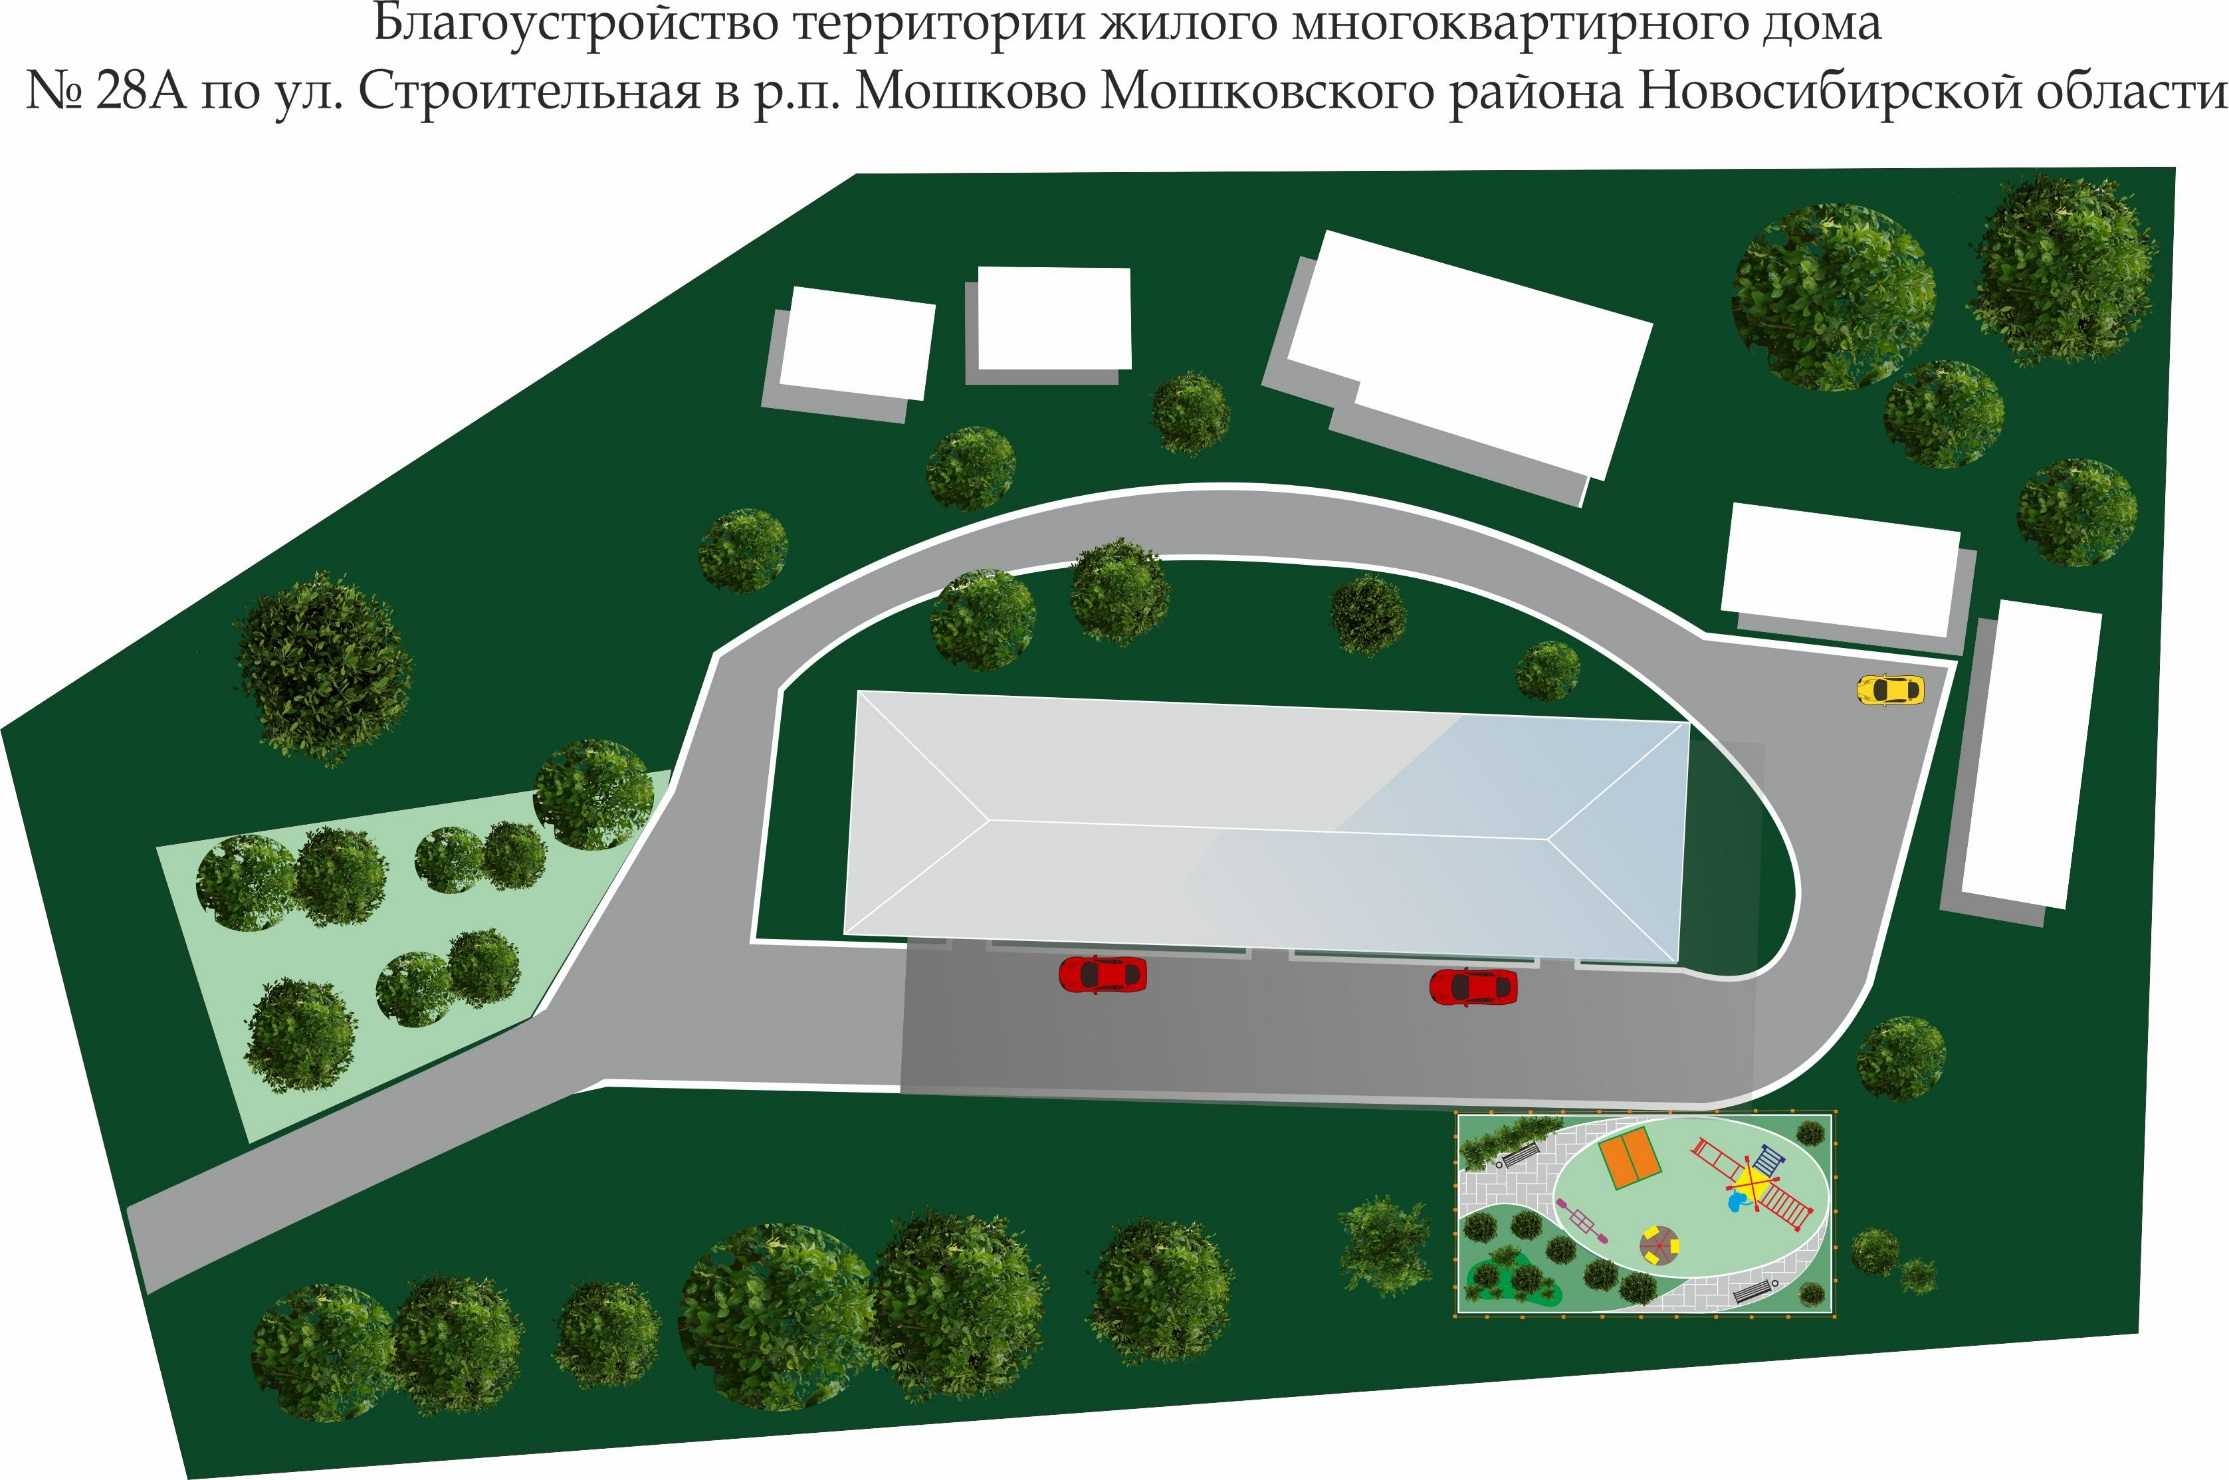 Благоустройство территории жилого многоквартирного дома
№ 28А по ул. Строительная в р.п. Мошково Мошковского района Новосибирской области